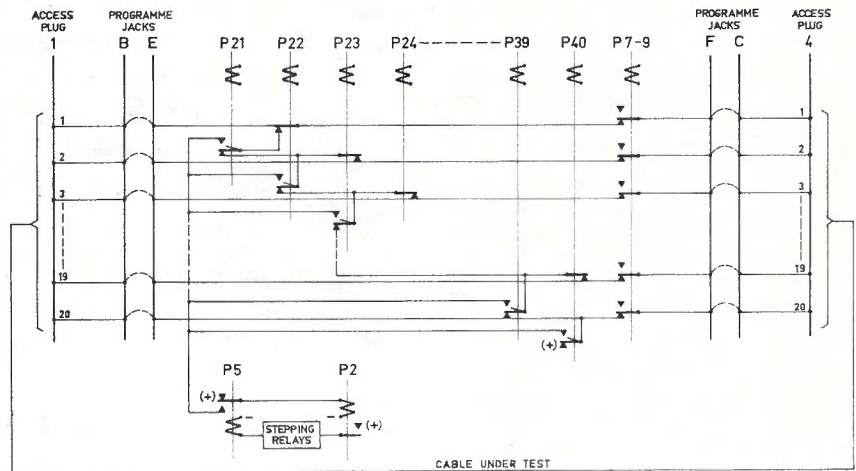 ACCESS PLUG 1
PROGRAMME JACKS
B E
P21 P22 P23 P24 P39 P40 P7-9
PROGRAMME JACKS
F C
ACCESS PLUG 4
1 1
2 2
3 3
19 19
20 20
(+)
P5 P2
(+) (+)
STEPPING RELAYS
CABLE UNDER TEST